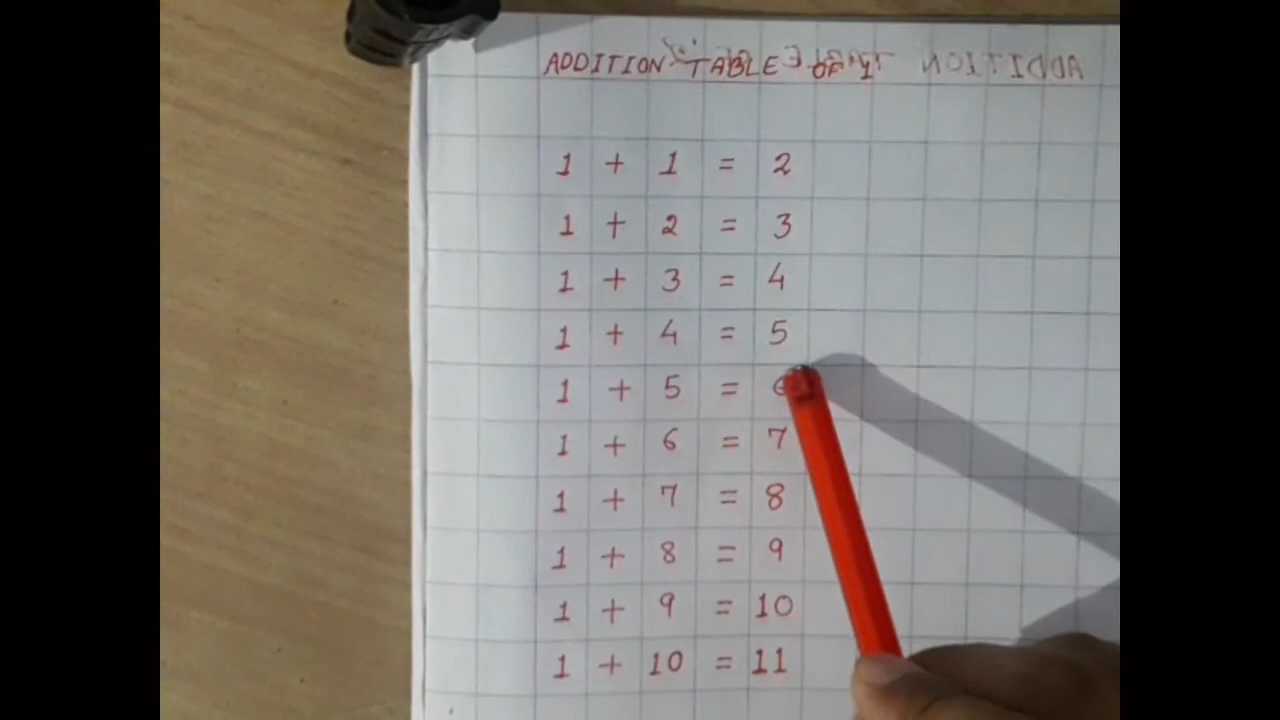 ADDITION TABLE OF 1
1 + 1 = 2
1 + 2 = 3
1 + 3 = 4
1 + 4 = 5
1 + 5 = 6
1 + 6 = 7
1 + 7 = 8
1 + 8 = 9
1 + 9 = 10
1 + 10 = 11